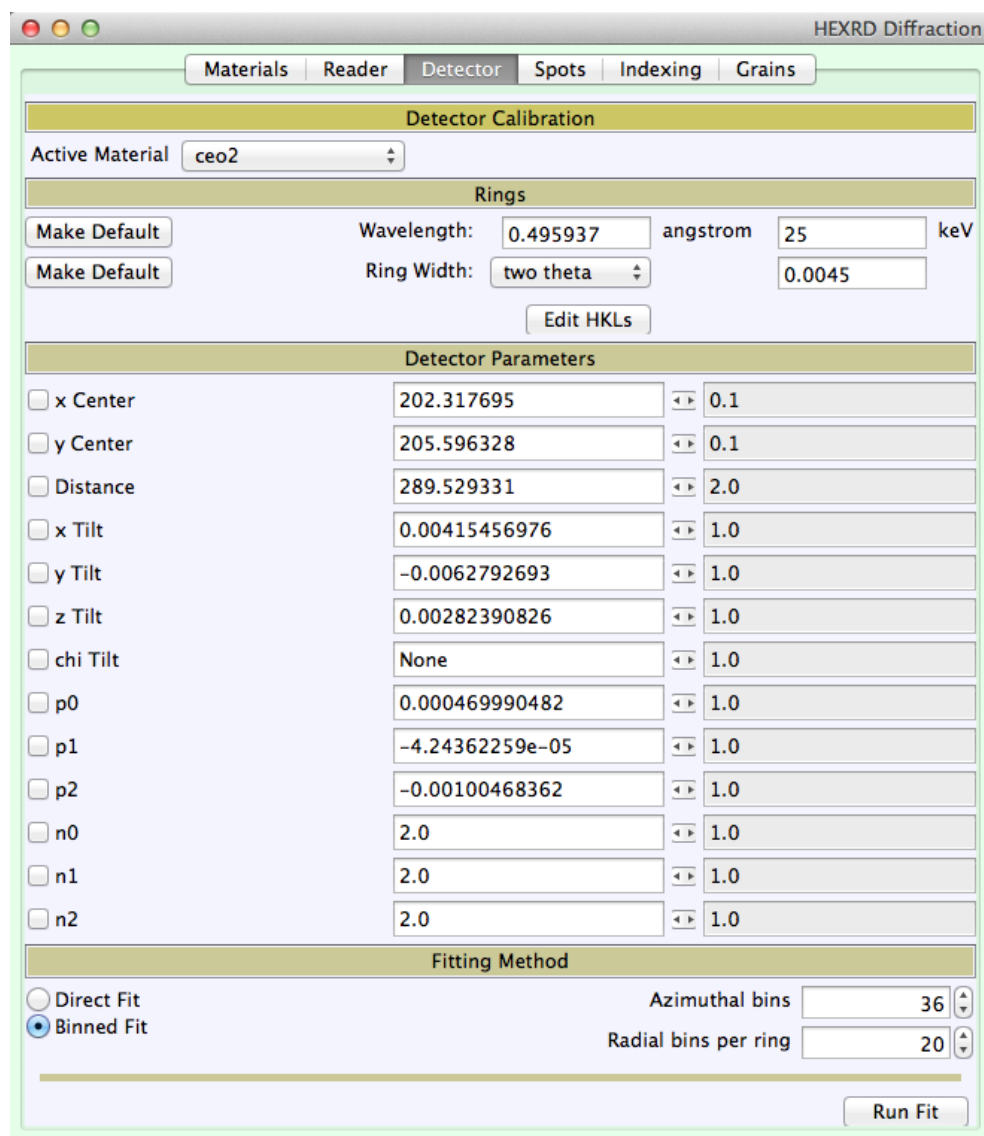 HEXRD Diffraction
Materials Reader Detector Spots Indexing Grains
Detector Calibration
Active Material ceo2
Rings
Make Default Wavelength: 0.495937 angstrom 25 keV
Make Default Ring Width: two theta 0.0045
Edit HKLs
Detector Parameters
x Center 202.317695 0.1
y Center 205.596328 0.1
Distance 289.529331 2.0
x Tilt 0.00415456976 1.0
y Tilt -0.0062792693 1.0
z Tilt 0.00282390826 1.0
chi Tilt None 1.0
p0 0.000469990482 1.0
p1 -4.24362259e-05 1.0
p2 -0.00100468362 1.0
n0 2.0 1.0
n1 2.0 1.0
n2 2.0 1.0
Fitting Method
Direct Fit Azimuthal bins 36
Binned Fit Radial bins per ring 20
Run Fit